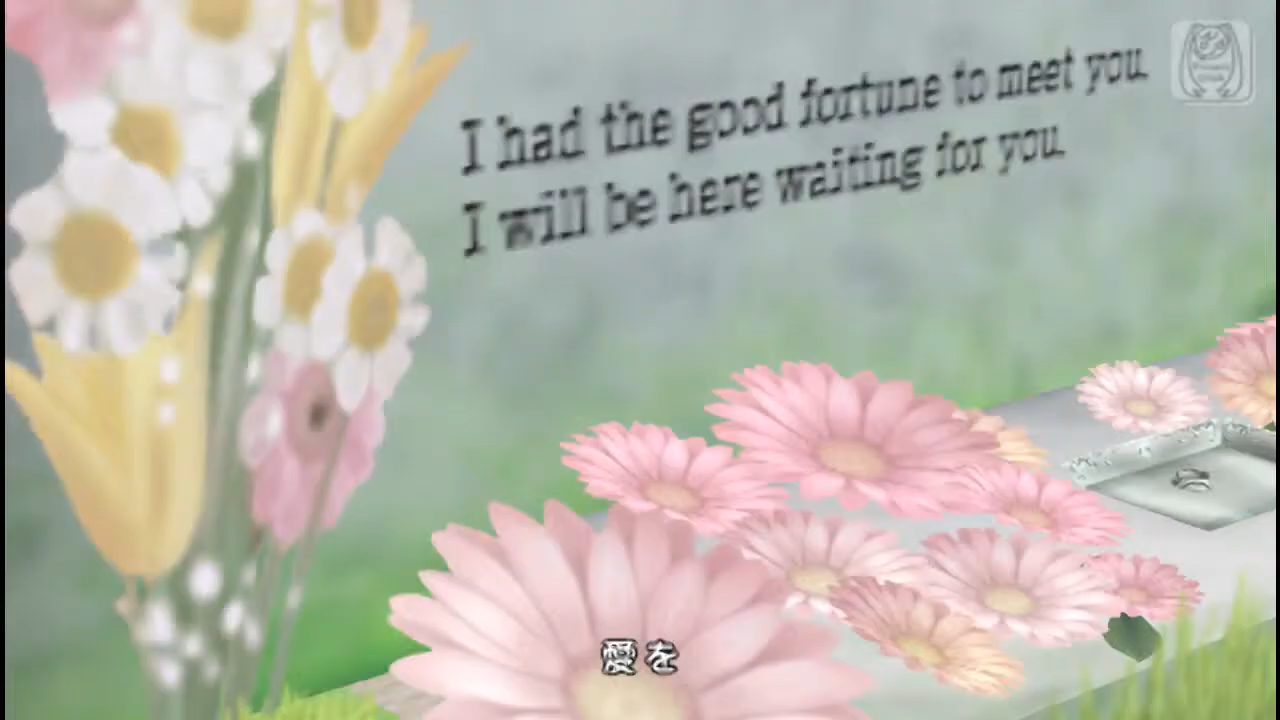 I had the good fortune to meet you.
I will be here waiting for you.
愛を